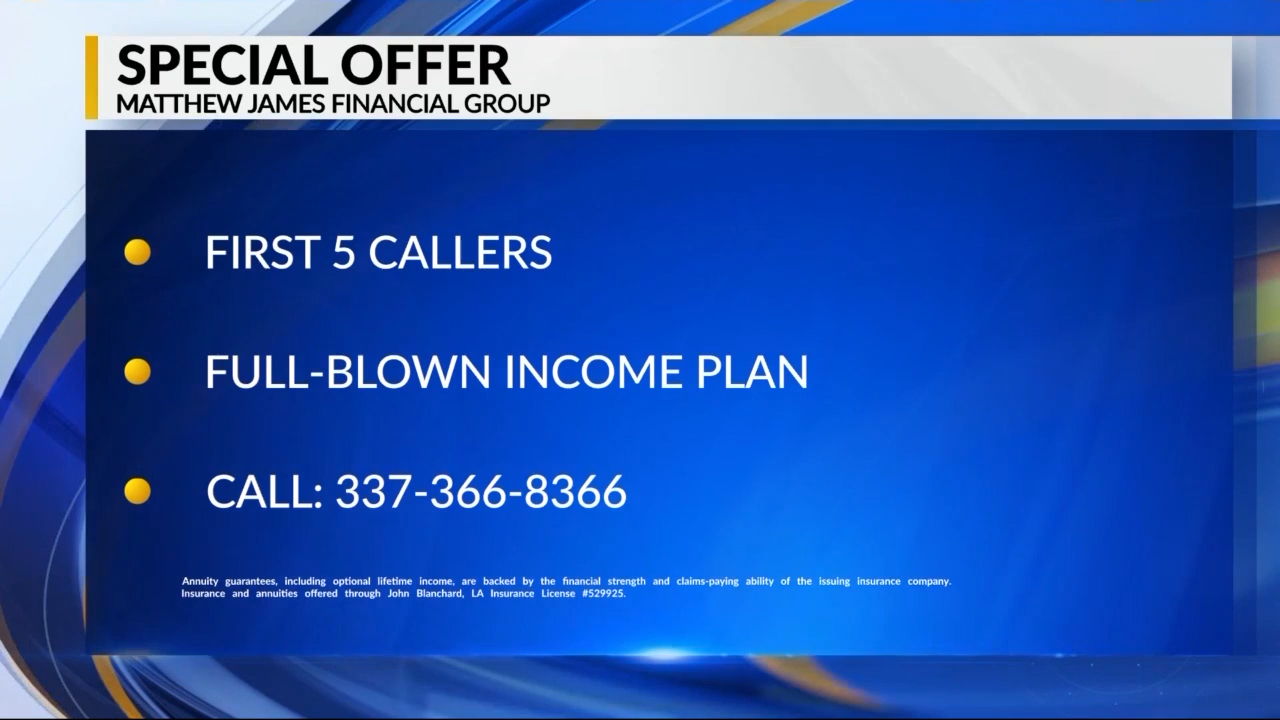 SPECIAL OFFER
MATTHEW JAMES FINANCIAL GROUP
FIRST 5 CALLERS
FULL-BLOWN INCOME PLAN
CALL: 337-366-8366
Annuity guarantees, including optional lifetime income, are backed by the financial strength and claims-paying ability of the issuing insurance company.
Insurance and annuities offered through John Blanchard, LA Insurance License #529925.